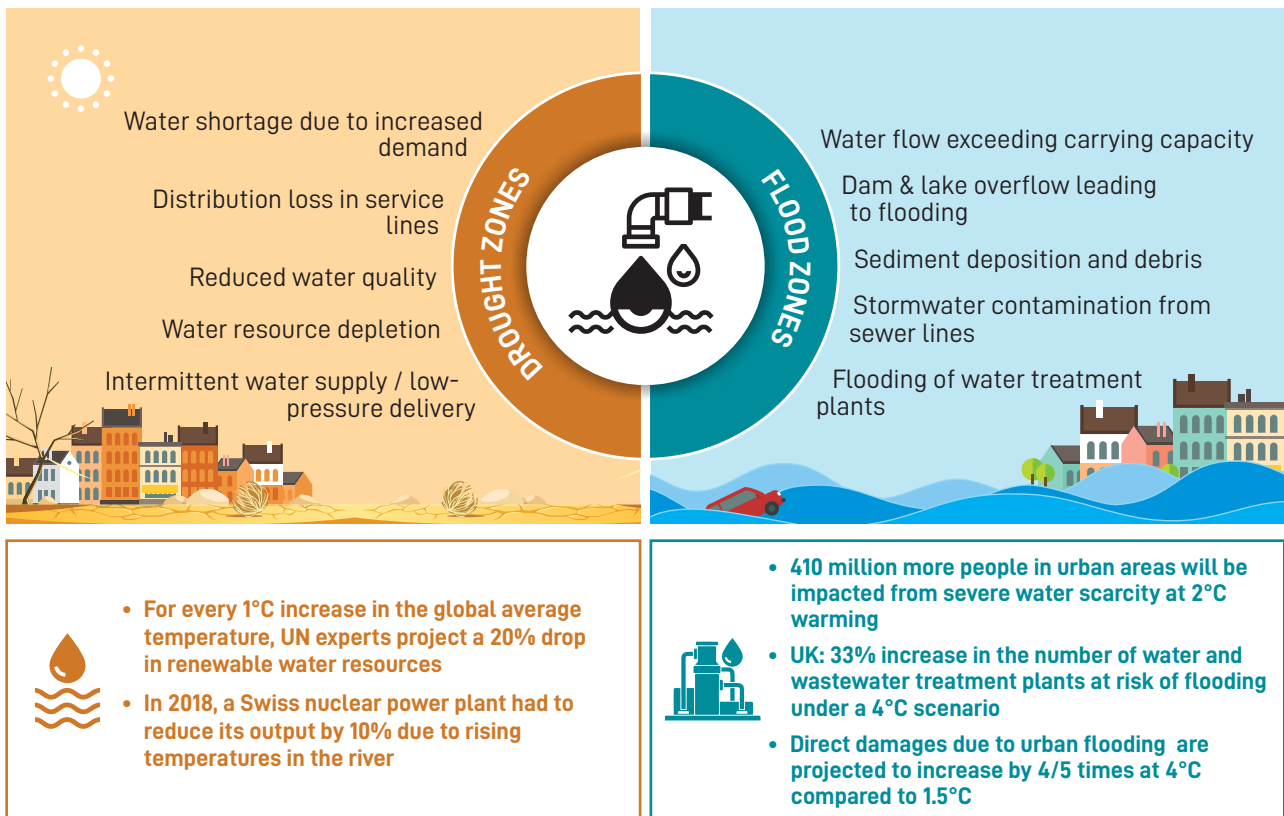 Water shortage due to increased
demand
Distribution loss in service
lines
Reduced water quality
Water resource depletion
Intermittent water supply / low-
pressure delivery
DROUGHT ZONES
FLOOD ZONES
Water flow exceeding carrying capacity
Dam & lake overflow leading
to flooding
Sediment deposition and debris
Stormwater contamination from
sewer lines
Flooding of water treatment
plants
• For every 1°C increase in the global average
temperature, UN experts project a 20% drop
in renewable water resources
• In 2018, a Swiss nuclear power plant had to
reduce its output by 10% due to rising
temperatures in the river
• 410 million more people in urban areas will be
impacted from severe water scarcity at 2°C
warming
• UK: 33% increase in the number of water and
wastewater treatment plants at risk of flooding
under a 4°C scenario
• Direct damages due to urban flooding are
projected to increase by 4/5 times at 4°C
compared to 1.5°C